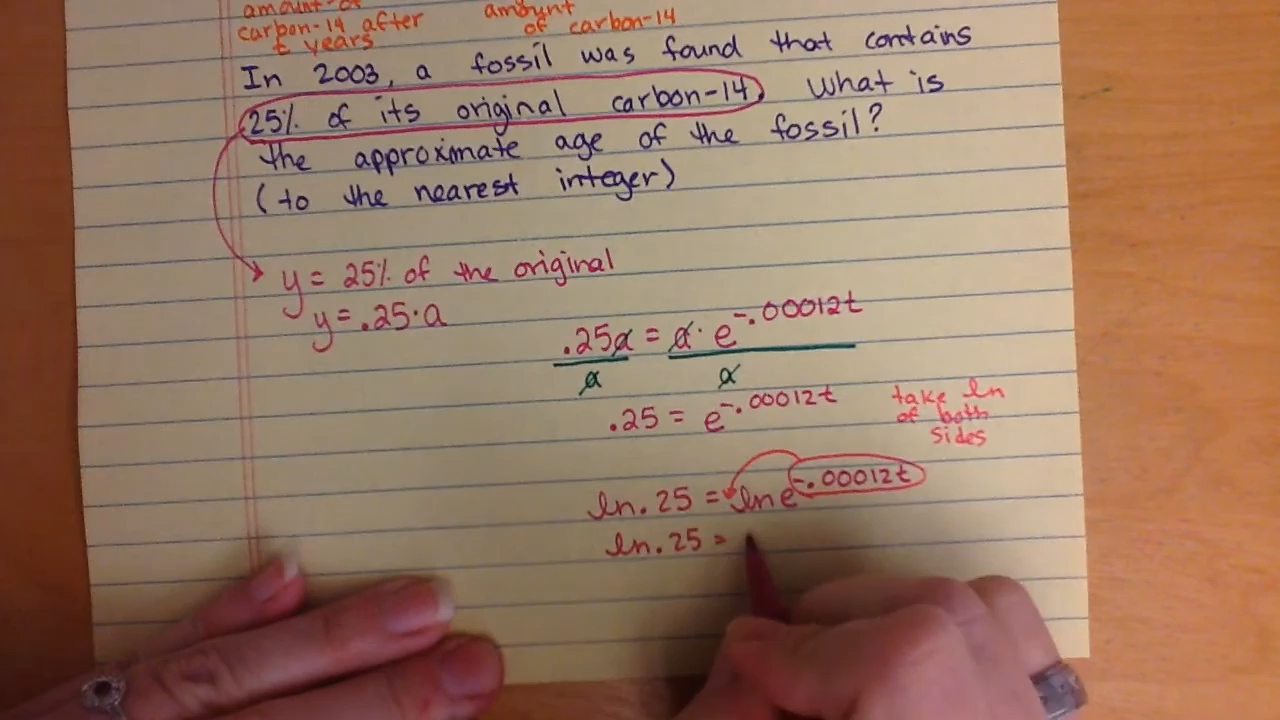 amount of amount
carbon-14 after of carbon-14
t years
In 2003, a fossil was found that contains
25% of its original carbon-14. What is
the approximate age of the fossil?
(to the nearest integer)
y = 25% of the original
y = .25·a
.25a = a · e^-.00012t
a a
.25 = e^-.00012t
take ln
of both
sides
ln .25 = ln e^-.00012t
ln .25 =